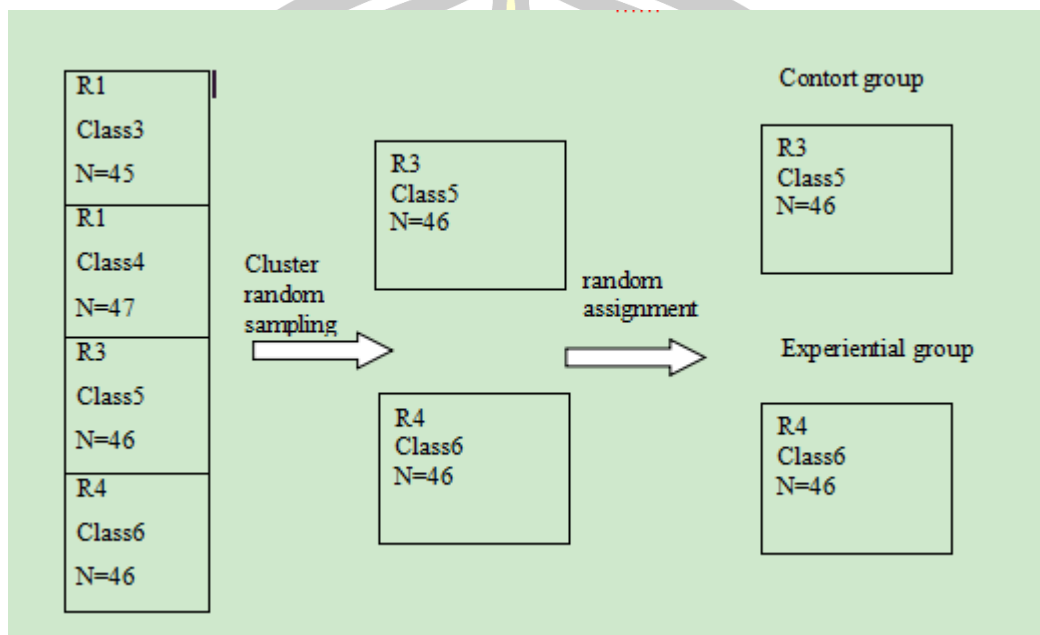 R1
Class3
N=45
R1
Class4
N=47
R3
Class5
N=46
R4
Class6
N=46
Cluster
random
sampling
R3
Class5
N=46
R4
Class6
N=46
random
assignment
Contort group
R3
Class5
N=46
Experiential group
R4
Class6
N=46